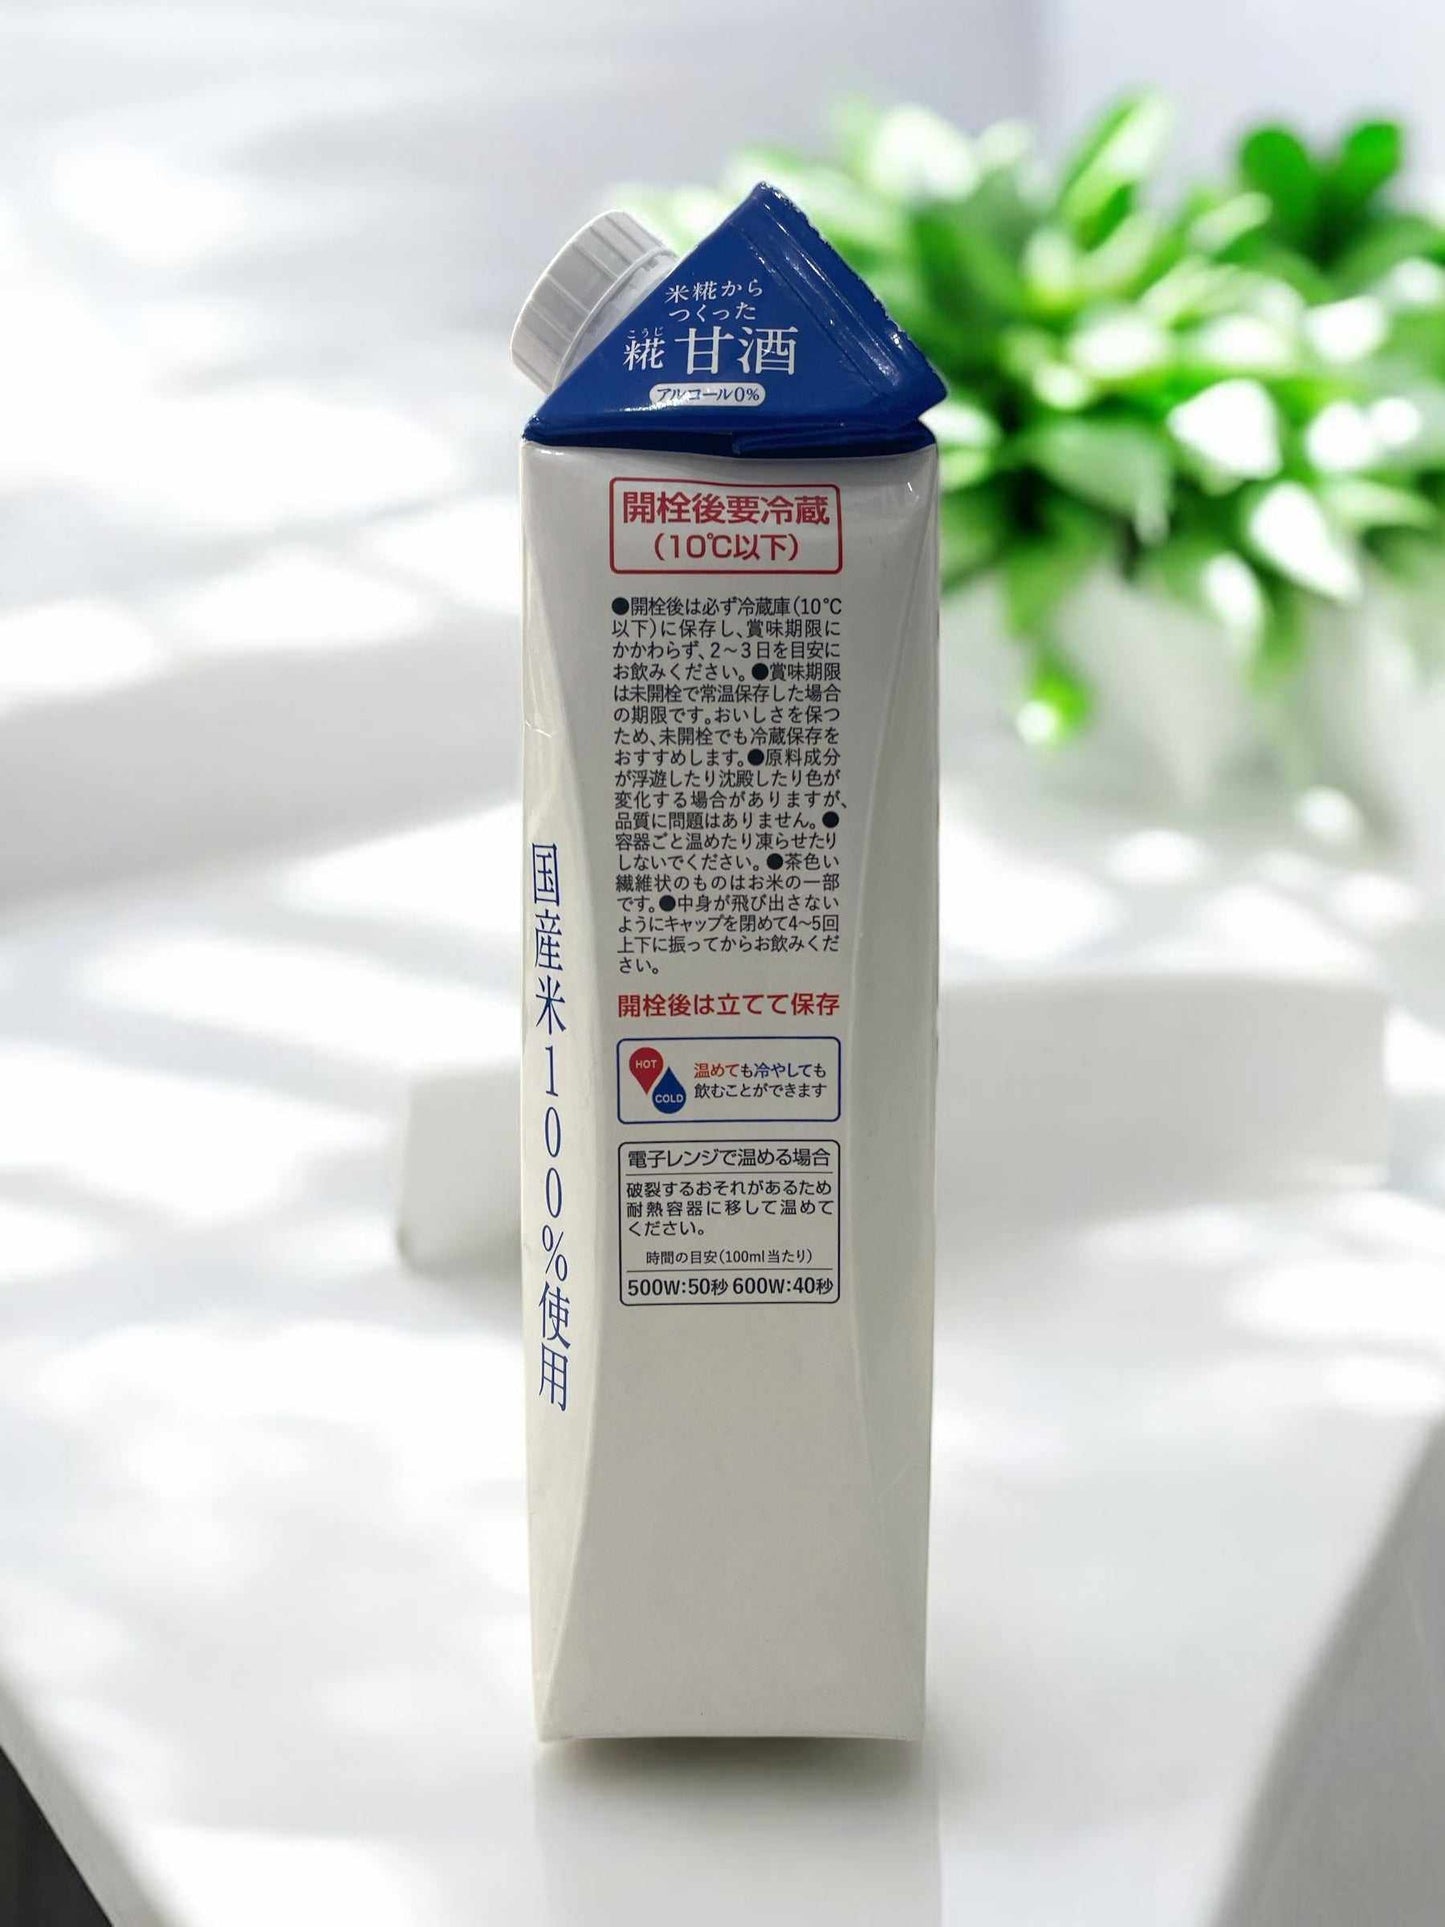 米糀から
つくった
こうじ
糀 甘酒
アルコール0%
開栓後要冷蔵
(10℃以下)
●開栓後は必ず冷蔵庫(10℃
以下)に保存し、賞味期限に
かかわらず、2〜3日を目安に
お飲みください。●賞味期限
は未開栓で常温保存した場合
の期限です。おいしさを保つ
ため、未開栓でも冷蔵保存を
おすすめします。●原料成分
が浮遊したり沈殿したり色が
変化する場合がありますが、
品質に問題はありません。●
容器ごと温めたり凍らせたり
しないでください。●茶色い
繊維状のものはお米の一部
です。●中身が飛び出さない
ようにキャップを閉めて4〜5回
上下に振ってからお飲みくだ
さい。
開栓後は立てて保存
HOT
COLD
温めても冷やしても
飲むことができます
電子レンジで温める場合
破裂するおそれがあるため
耐熱容器に移して温めて
ください。
時間の目安(100ml当たり)
500W:50秒 600W:40秒
国産米100%使用